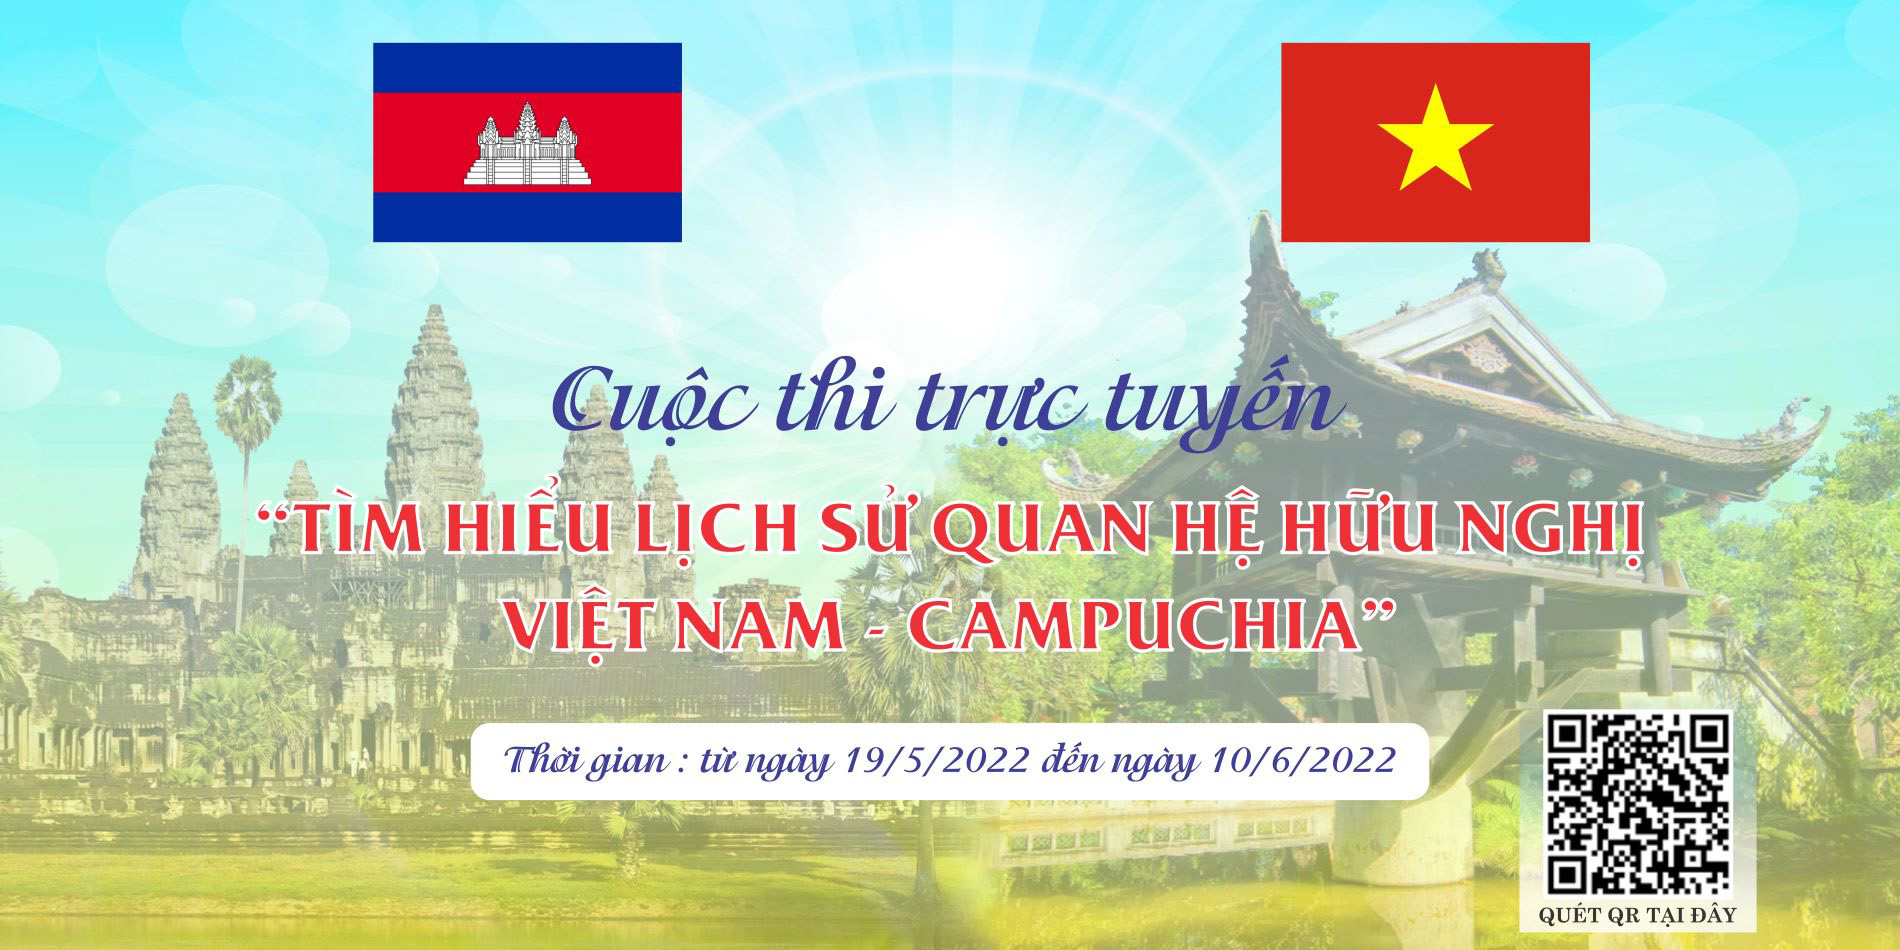 Cuộc thi trực tuyến
“TÌM HIỂU LỊCH SỬ QUAN HỆ HỮU NGHỊ
VIỆT NAM - CAMPUCHIA”
Thời gian : từ ngày 19/5/2022 đến ngày 10/6/2022
QUÉT QR TẠI ĐÂY